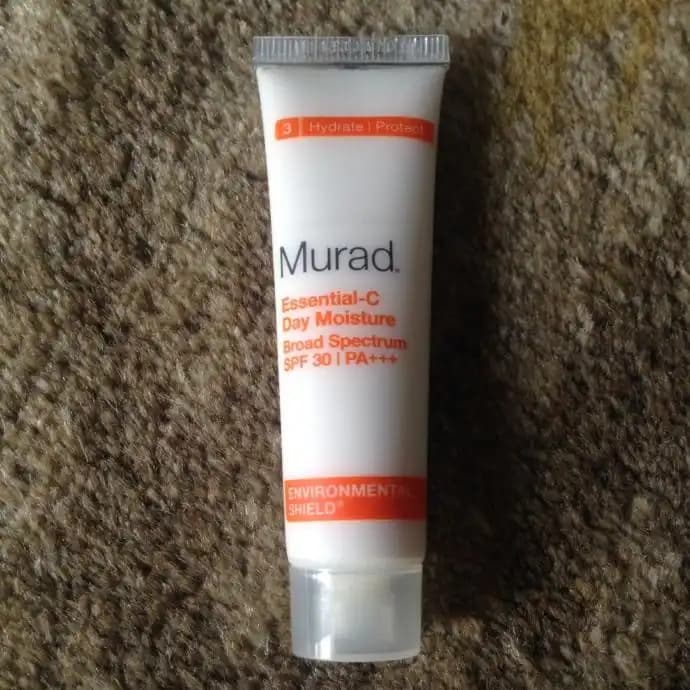 3 | Hydrate | Protect
Murad.
Essential-C
Day Moisture
Broad Spectrum
SPF 30 | PA+++
ENVIRONMENTAL
SHIELD®